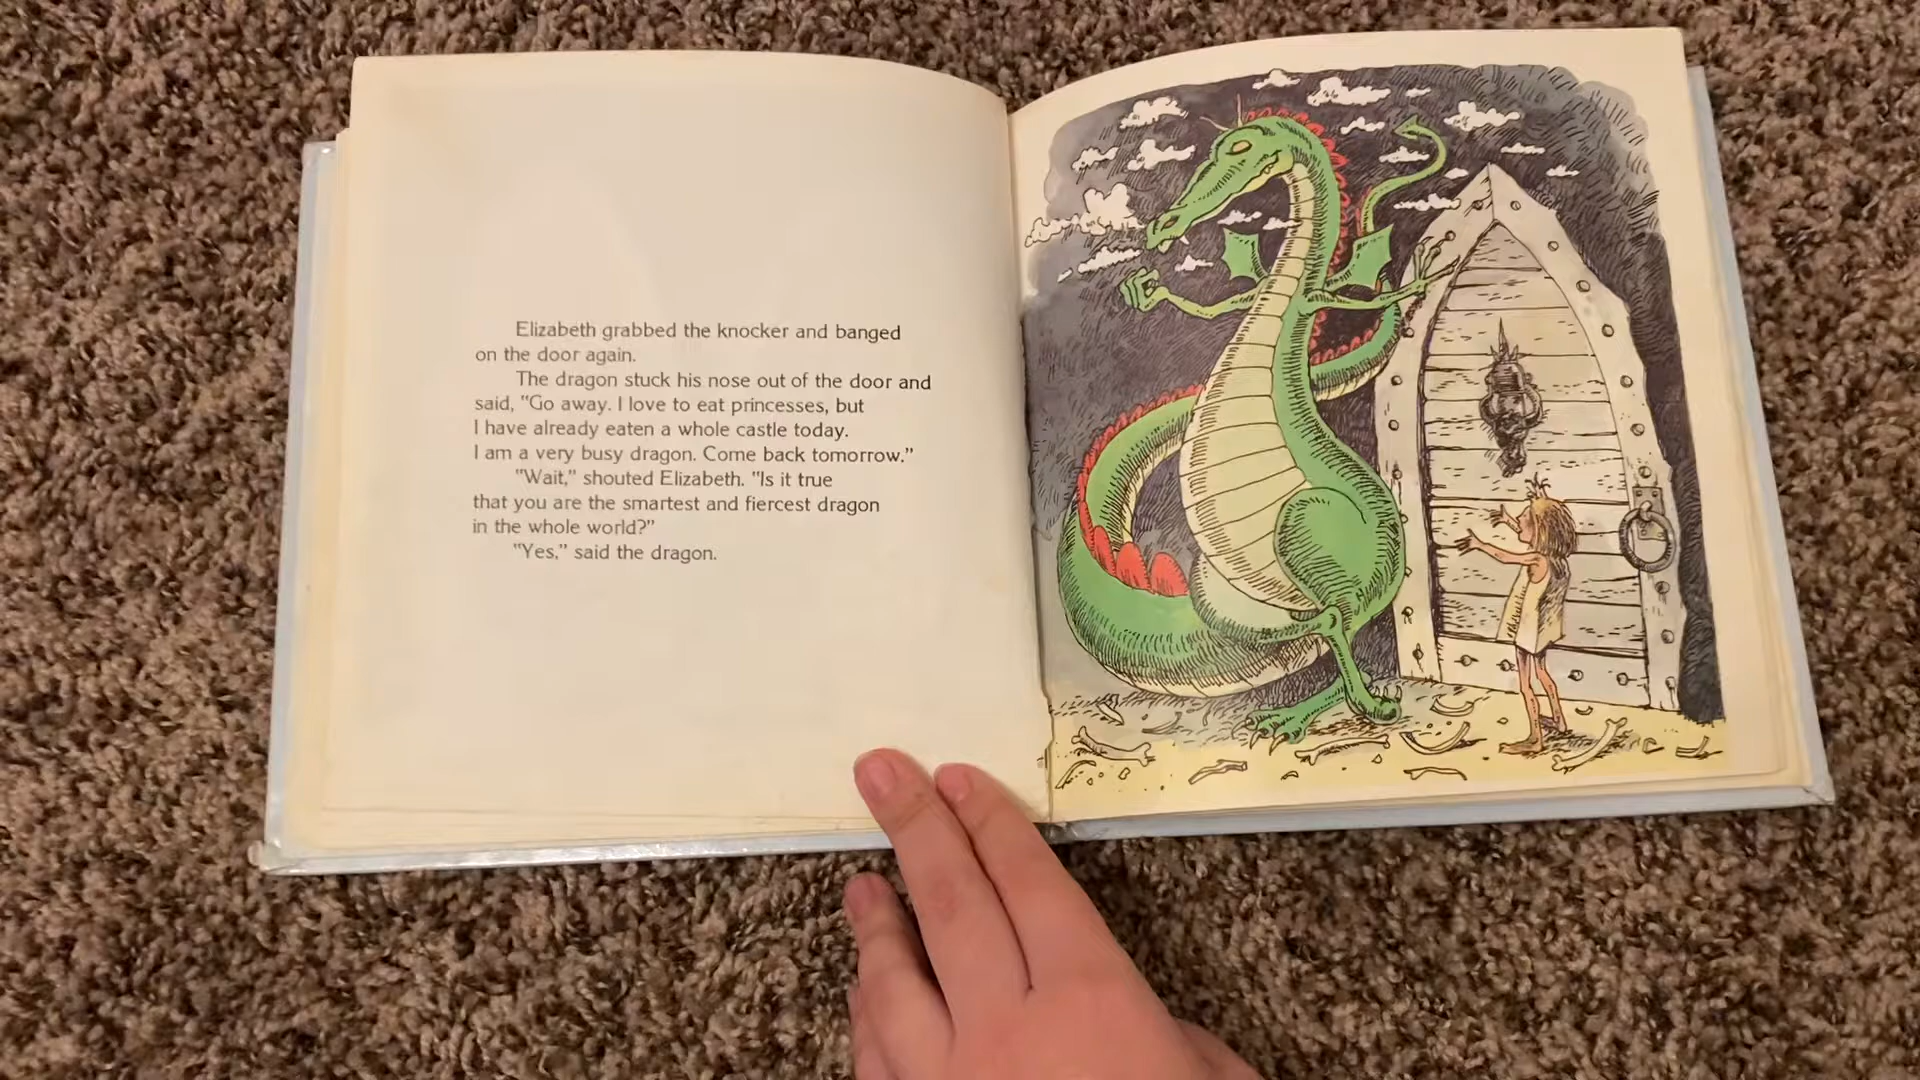 Elizabeth grabbed the knocker and banged
on the door again.
The dragon stuck his nose out of the door and
said, "Go away. I love to eat princesses, but
I have already eaten a whole castle today.
I am a very busy dragon. Come back tomorrow."
"Wait," shouted Elizabeth. "Is it true
that you are the smartest and fiercest dragon
in the whole world?"
"Yes," said the dragon.